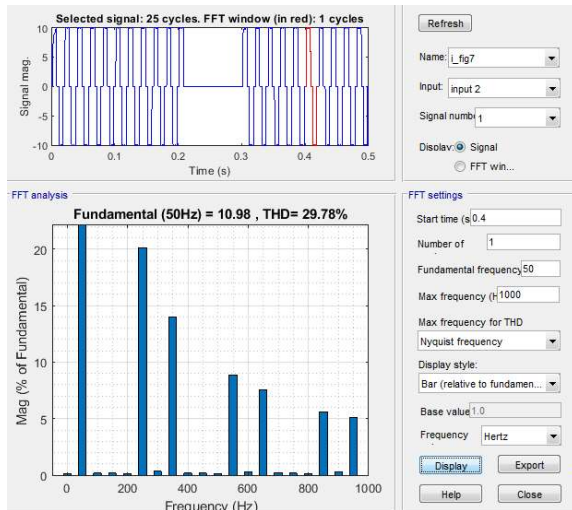 Selected signal: 25 cycles. FFT window (in red): 1 cycles
10
5
0
-5
-10
Signal mag.
0
0.1
0.2
0.3
0.4
0.5
Time (s)
Refresh
Name:
i_fig7
Input:
input 2
Signal numbe
1
Display:
Signal
FFT win...
FFT analysis
Fundamental (50Hz) = 10.98 , THD= 29.78%
20
15
10
5
0
Mag (% of Fundamental)
0
200
400
600
800
1000
Frequency (Hz)
FFT settings
Start time (s
0.4
Number of
1
Fundamental frequency
50
Max frequency (H
1000
Max frequency for THD
Nyquist frequency
Display style:
Bar (relative to fundamen...
Base value
1.0
Frequency
Hertz
Display
Export
Help
Close